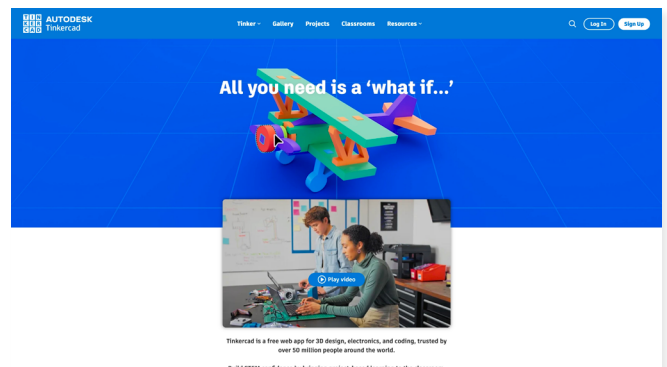 TIN
KER
CAD
AUTODESK
Tinkercad
Tinker
Gallery
Projects
Classrooms
Resources
Log In
Sign Up
All you need is a ‘what if...’
Play video
Tinkercad is a free web app for 3D design, electronics, and coding, trusted by
over 50 million people around the world.